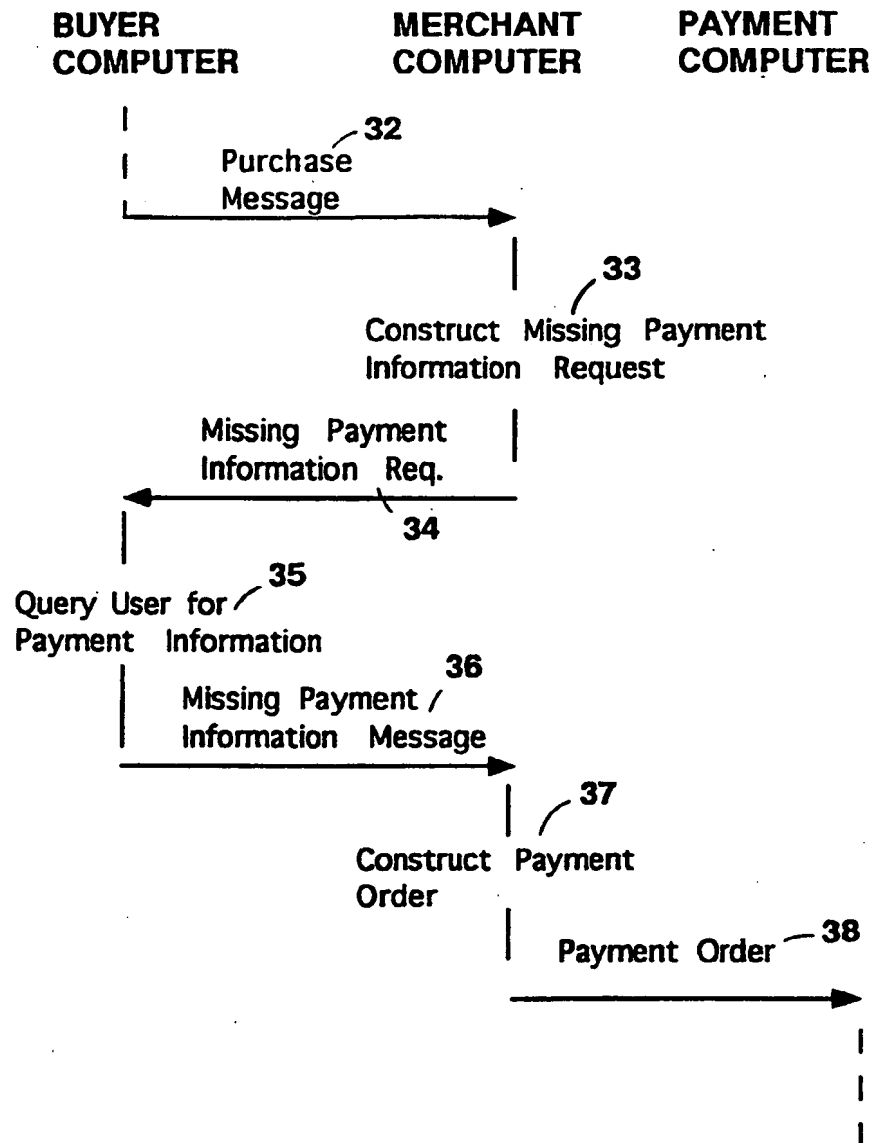 BUYER COMPUTER
MERCHANT COMPUTER
PAYMENT COMPUTER
32
Purchase
Message
33
Construct Missing Payment
Information Request
Missing Payment
Information Req.
34
35
Query User for
Payment Information
36
Missing Payment
Information Message
37
Construct Payment
Order
Payment Order
38